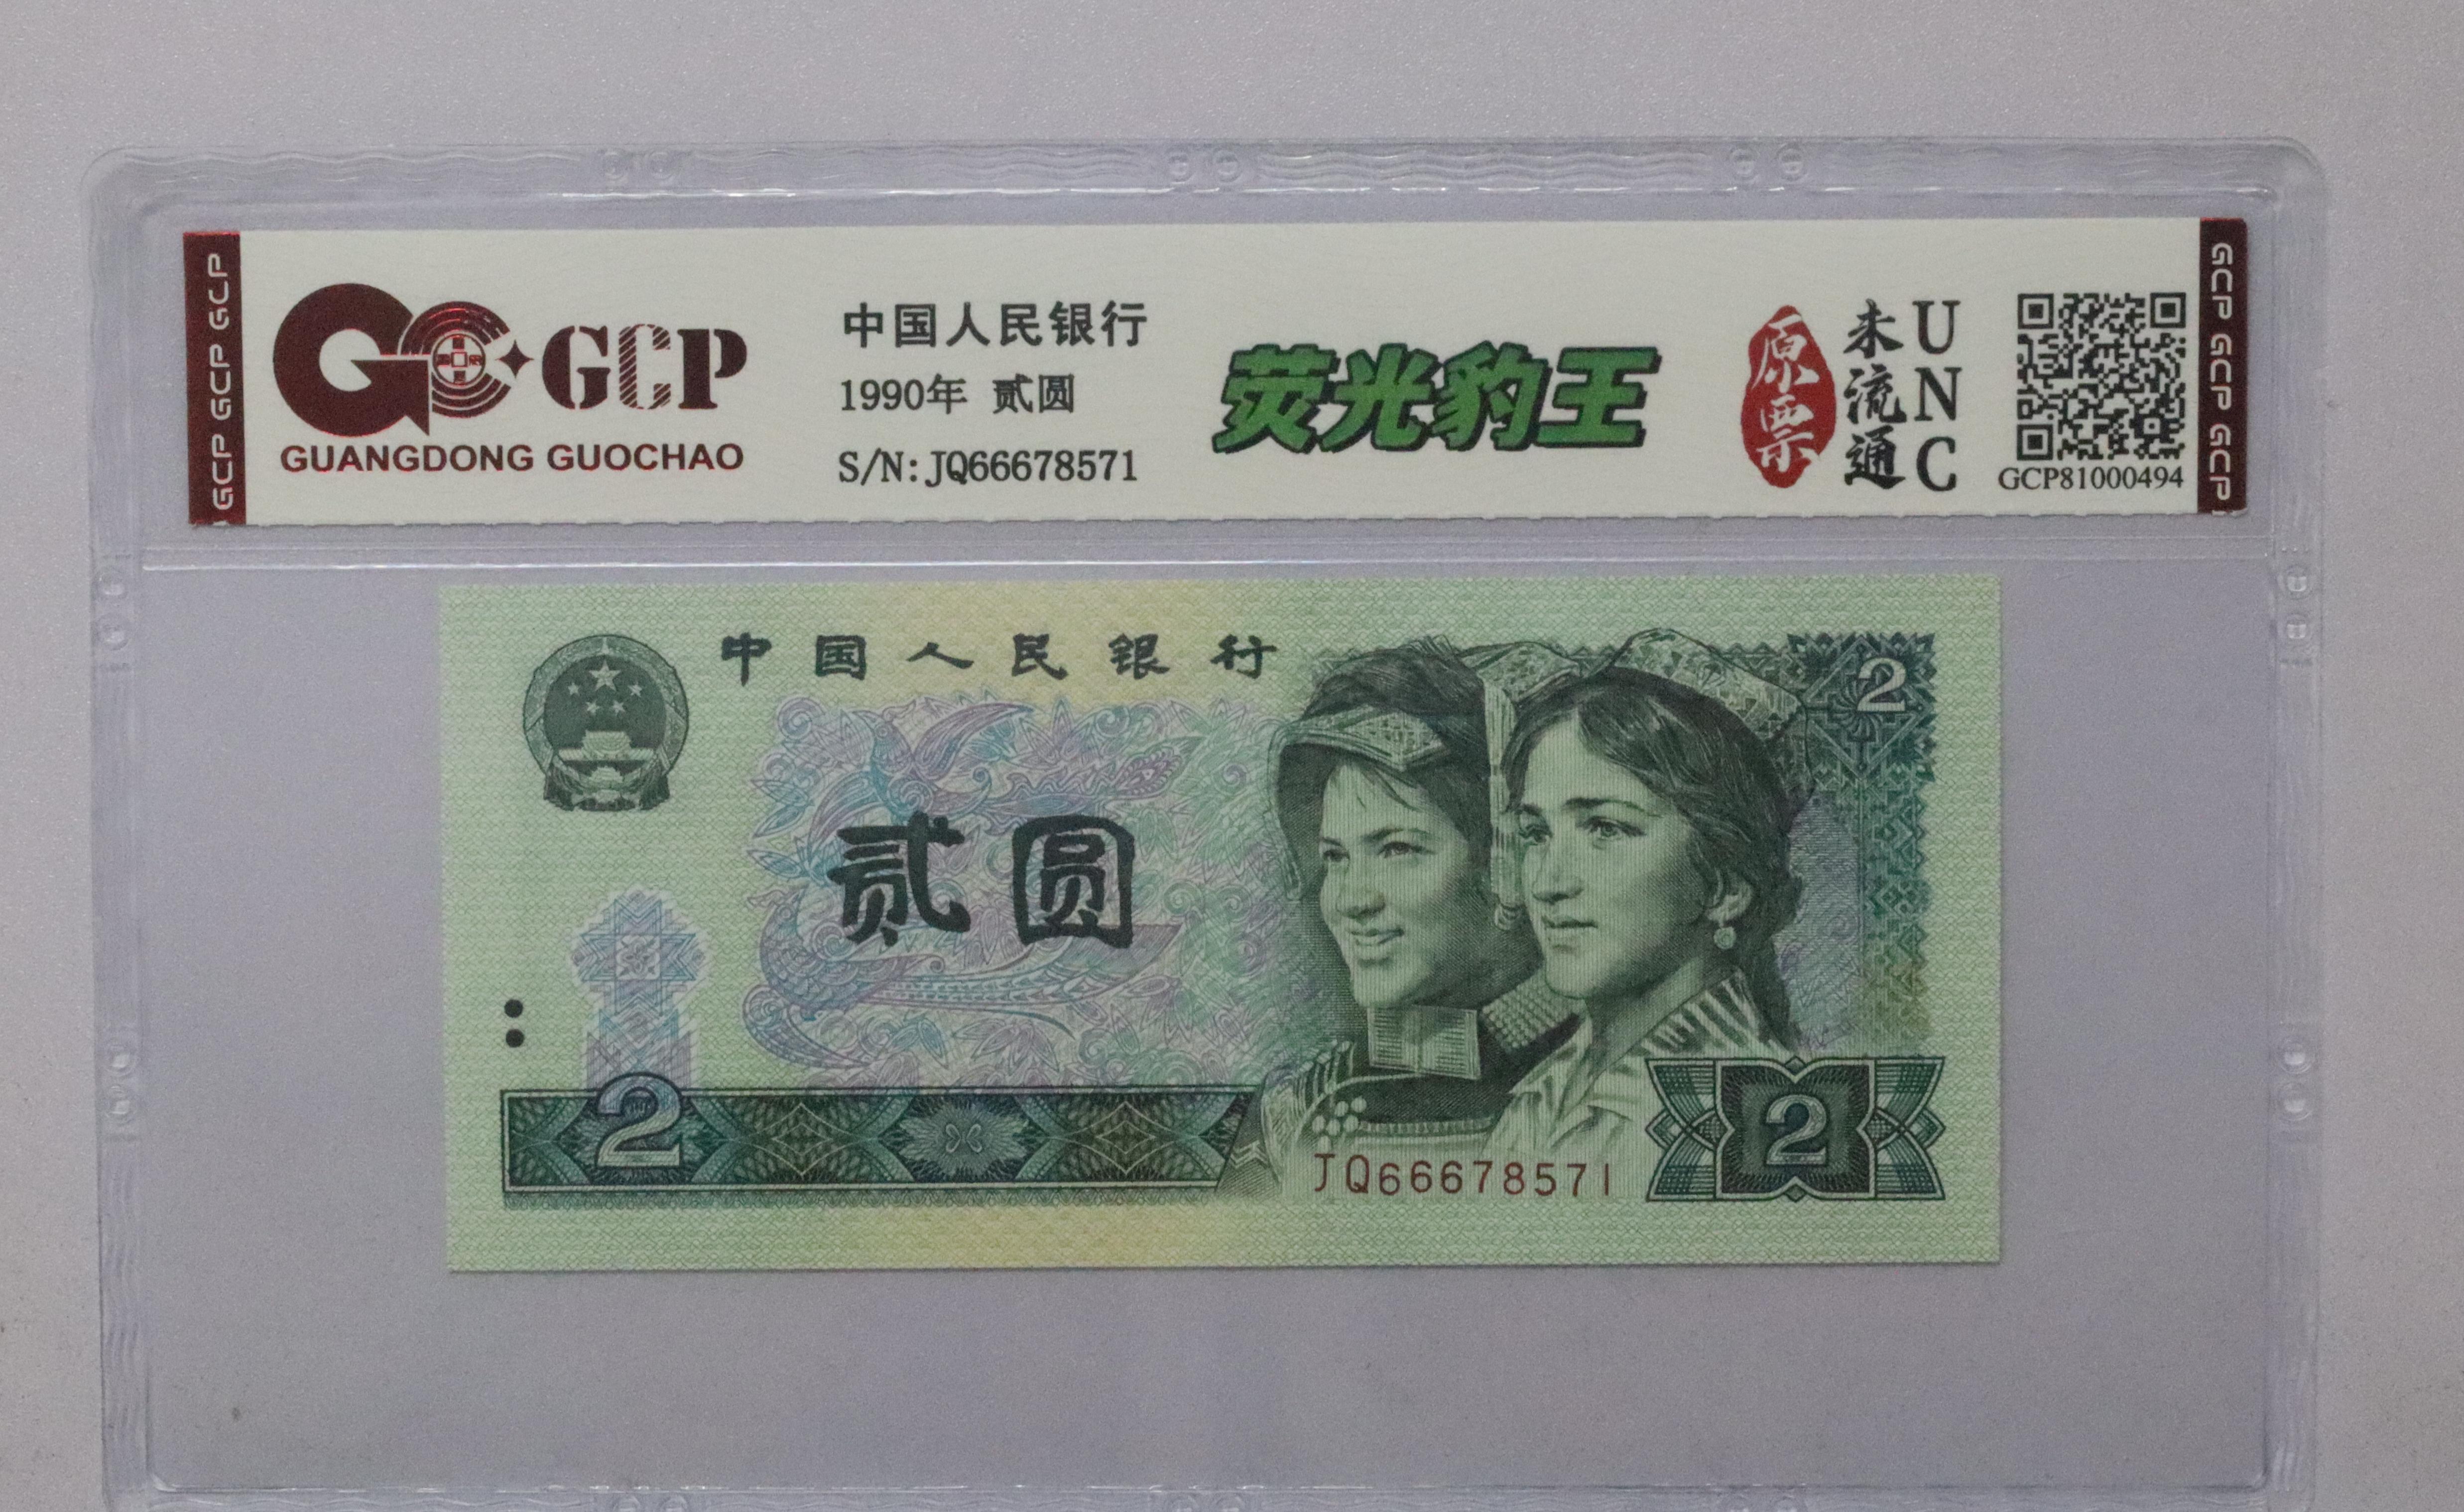 GCP GCP GCP
GCP
GUANGDONG GUOCHAO
中国人民银行
1990年 贰圆
S/N:JQ66678571
荧光豹王
原票
未流通
UNC
GCP81000494
GCP GCP GCP
中国人民银行
2
贰圆
2
JQ66678571
2